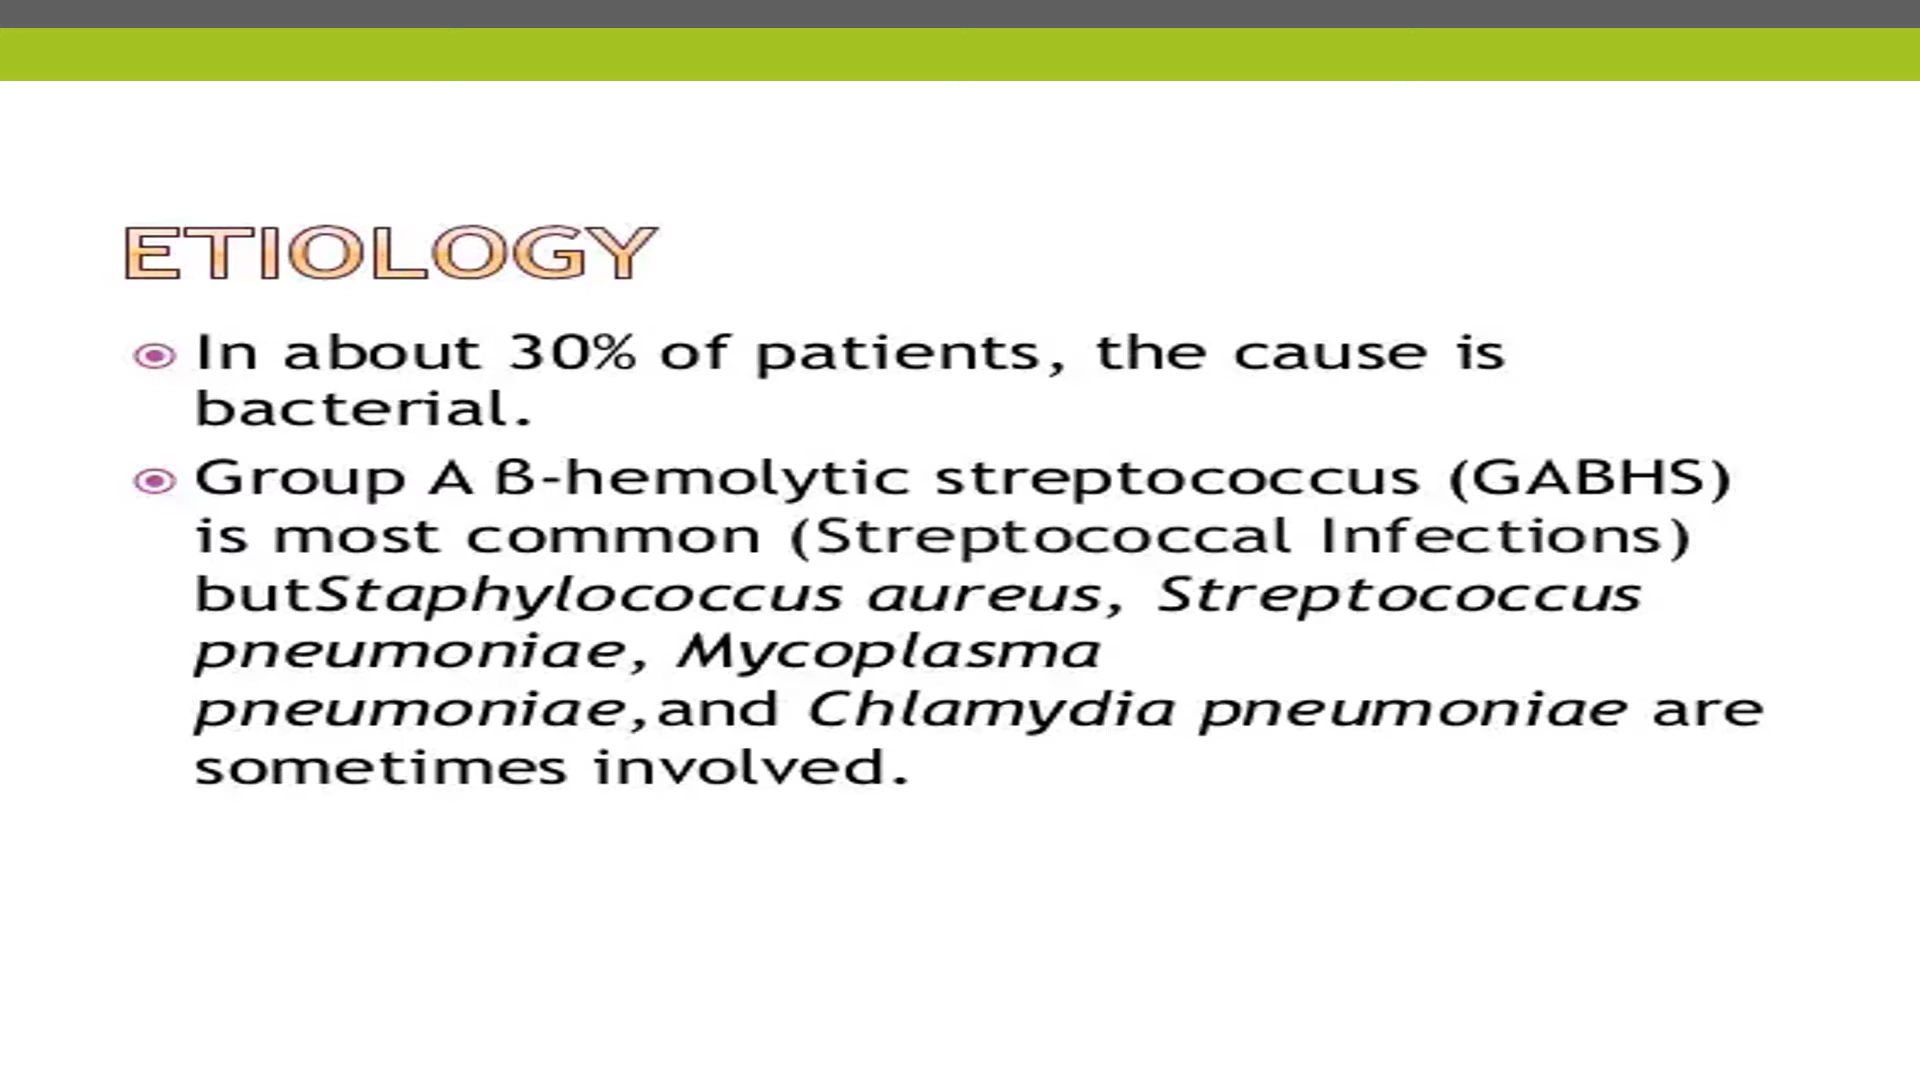 ETIOLOGY
In about 30% of patients, the cause is
bacterial.
Group A ß-hemolytic streptococcus (GABHS)
is most common (Streptococcal Infections)
butStaphylococcus aureus, Streptococcus
pneumoniae, Mycoplasma
pneumoniae,and Chlamydia pneumoniae are
sometimes involved.